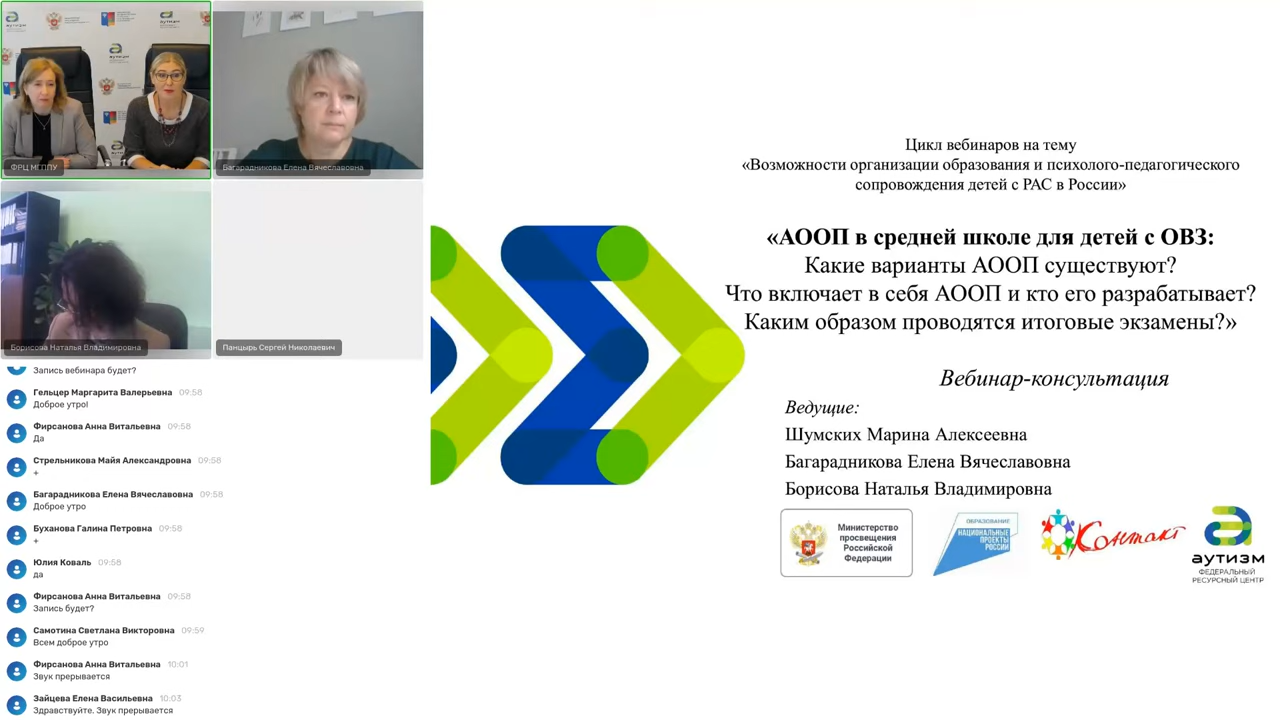 аутизм
аутизм
аутизм
ФРЦ МГППУ
Багарадникова Елена Вячеславовна
Борисова Наталья Владимировна
Панцырь Сергей Николаевич
Запись вебинара будет?
Гельцер Маргарита Валерьевна 09:58
Доброе утро!
Фирсанова Анна Витальевна 09:58
Да
Стрельникова Майя Александровна 09:58
+
Багарадникова Елена Вячеславовна 09:58
Доброе утро
Буханова Галина Петровна 09:58
+
Юлия Коваль 09:58
да
Фирсанова Анна Витальевна 09:58
Запись будет?
Самотина Светлана Викторовна 09:59
Всем доброе утро
Фирсанова Анна Витальевна 10:01
Звук прерывается
Зайцева Елена Васильевна 10:03
Здравствуйте. Звук прерывается
Цикл вебинаров на тему
«Возможности организации образования и психолого-педагогического
сопровождения детей с РАС в России»
«АООП в средней школе для детей с ОВЗ:
Какие варианты АООП существуют?
Что включает в себя АООП и кто его разрабатывает?
Каким образом проводятся итоговые экзамены?»
Вебинар-консультация
Ведущие:
Шумских Марина Алексеевна
Багарадникова Елена Вячеславовна
Борисова Наталья Владимировна
Министерство
просвещения
Российской
Федерации
ОБРАЗОВАНИЕ
НАЦИОНАЛЬНЫЕ
ПРОЕКТЫ
РОССИИ
Контакт
аутизм
ФЕДЕРАЛЬНЫЙ
РЕСУРСНЫЙ ЦЕНТР